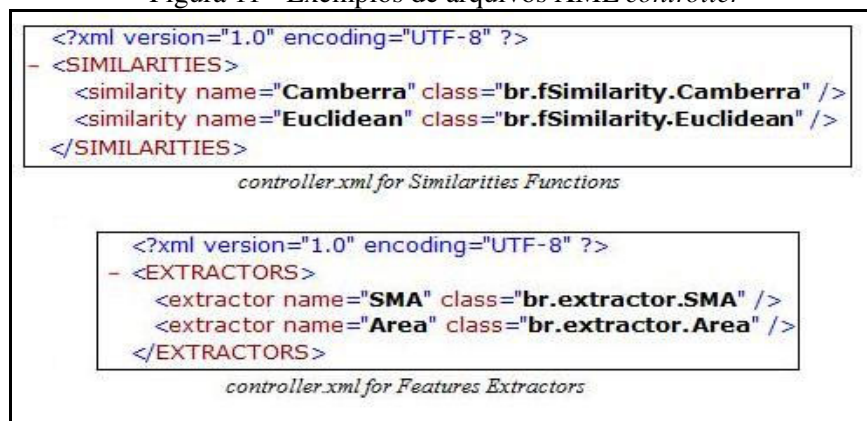 Figura 11 - Exemplos de arquivos XML controller
<?xml version="1.0" encoding="UTF-8" ?>
- <SIMILARITIES>
<similarity name="Camberra" class="br.fSimilarity.Camberra" />
<similarity name="Euclidean" class="br.fSimilarity.Euclidean" />
</SIMILARITIES>
controller.xml for Similarities Functions
<?xml version="1.0" encoding="UTF-8" ?>
- <EXTRACTORS>
<extractor name="SMA" class="br.extractor.SMA" />
<extractor name="Area" class="br.extractor.Area" />
</EXTRACTORS>
controller.xml for Features Extractors